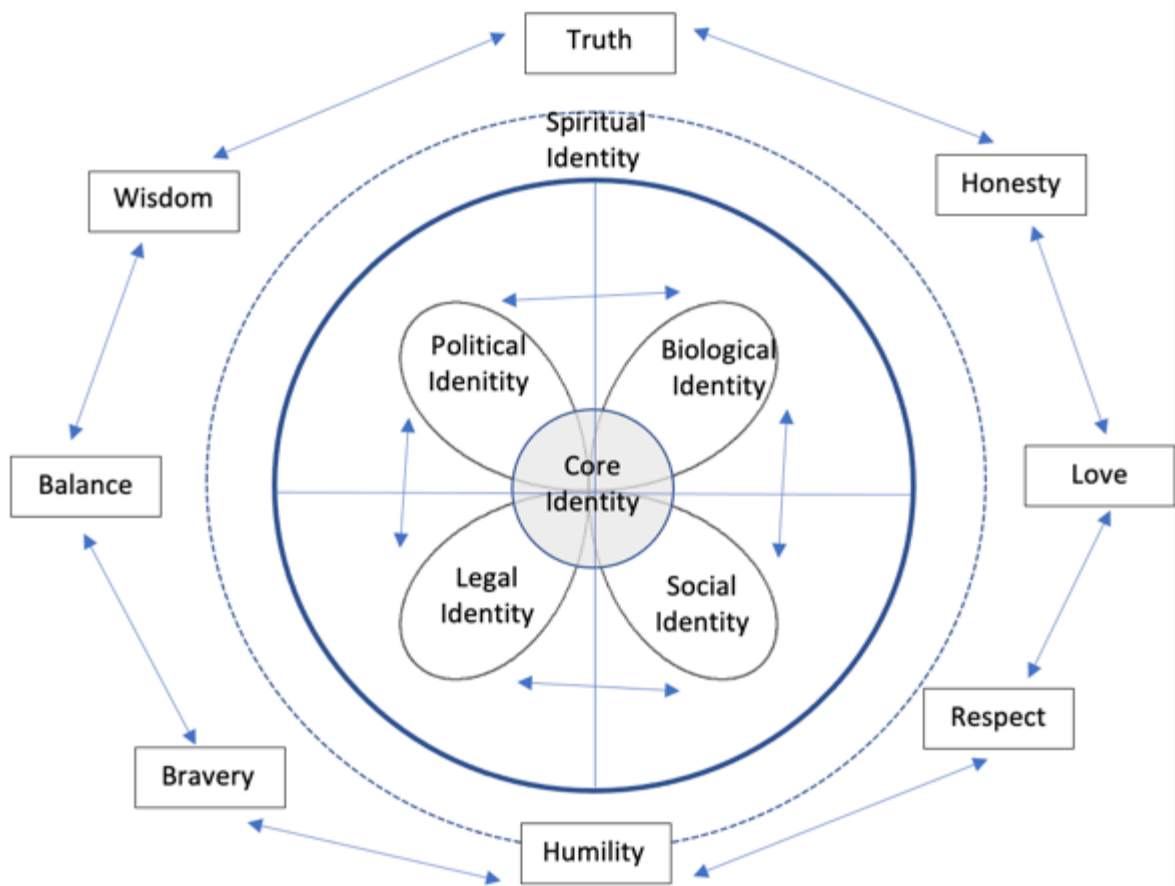 Truth
Spiritual
Identity
Wisdom
Honesty
Political
Idenitity
Biological
Identity
Core
Identity
Balance
Love
Legal
Identity
Social
Identity
Respect
Bravery
Humility